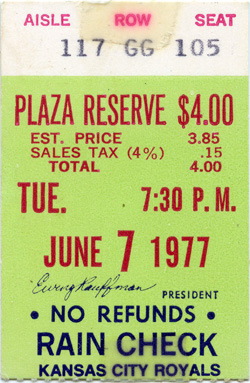 AISLE ROW SEAT
117 GG 105
PLAZA RESERVE $4.00
EST. PRICE 3.85
SALES TAX (4%) .15
TOTAL 4.00
TUE. 7:30 P.M.
JUNE 7 1977
Ewing Kauffman
PRESIDENT
• NO REFUNDS •
RAIN CHECK
KANSAS CITY ROYALS